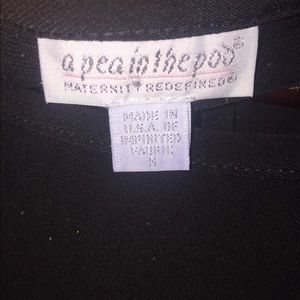 a pea in the pod®
MATERNITY REDEFINED®
MADE IN
U.S.A. OF
IMPORTED
FABRIC
M